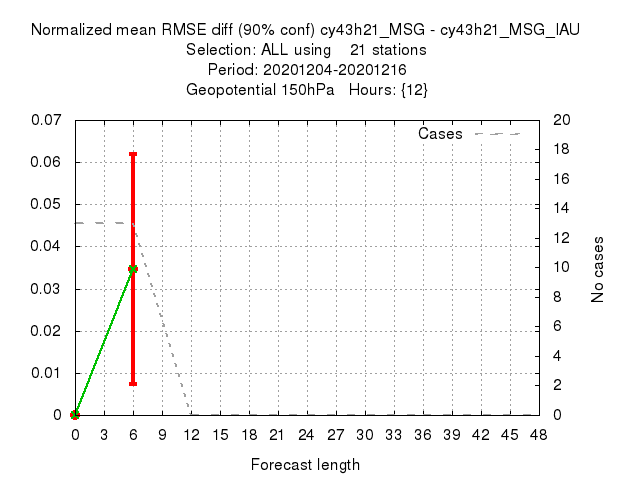 Normalized mean RMSE diff (90% conf) cy43h21_MSG - cy43h21_MSG_IAU
Selection: ALL using 21 stations
Period: 20201204-20201216
Geopotential 150hPa Hours: {12}
0.07
0.06
0.05
0.04
0.03
0.02
0.01
0
Cases
20
18
16
14
12
10
8
6
4
2
0
No cases
0 3 6 9 12 15 18 21 24 27 30 33 36 39 42 45 48
Forecast length